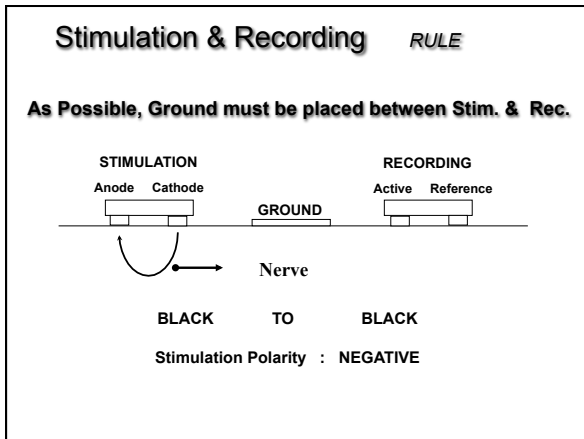 Stimulation & Recording RULE
As Possible, Ground must be placed between Stim. & Rec.
STIMULATION RECORDING
Anode Cathode Active Reference
GROUND
Nerve
BLACK TO BLACK
Stimulation Polarity : NEGATIVE